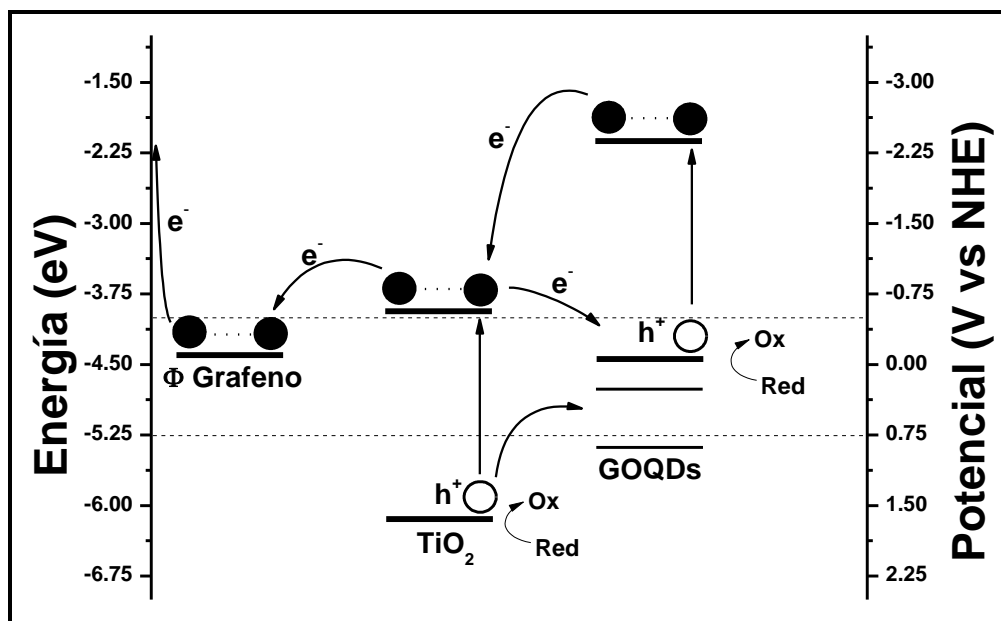 Energía (eV)
-1.50
-2.25
-3.00
-3.75
-4.50
-5.25
-6.00
-6.75
e-
e-
e-
e-
Φ Grafeno
h+
Ox
Red
TiO2
h+
Ox
Red
GOQDs
-3.00
-2.25
-1.50
-0.75
0.00
0.75
1.50
2.25
Potencial (V vs NHE)